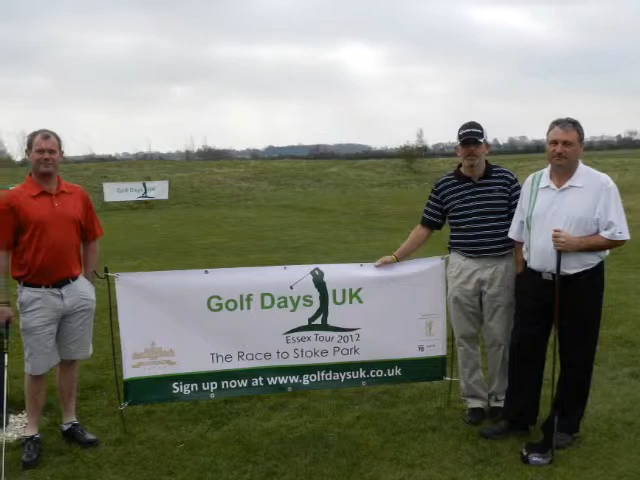 Golf Days UK
Golf Days UK
Essex Tour 2012
The Race to Stoke Park
Sign up now at www.golfdaysuk.co.uk